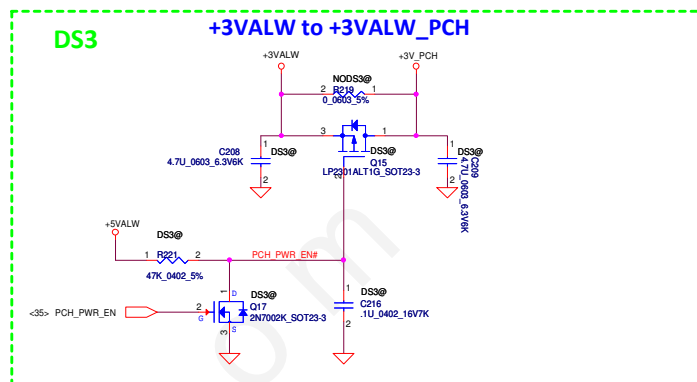 +3VALW to +3VALW_PCH
DS3
+3VALW
+3V_PCH
NODS3@
2 R219 1
0_0603_5%
C208
4.7U_0603_6.3V6K
1
DS3@
2
3
1
DS3@
Q15
LP2301ALT1G_SOT23-3
2
1
DS3@
2
C209
4.7U_0603_6.3V6K
+5VALW
DS3@
1 R221 2
47K_0402_5%
PCH_PWR_EN#
<35> PCH_PWR_EN
2
G
1
D
3
S
DS3@
Q17
2N7002K_SOT23-3
1
2
DS3@
C216
.1U_0402_16V7K
o m